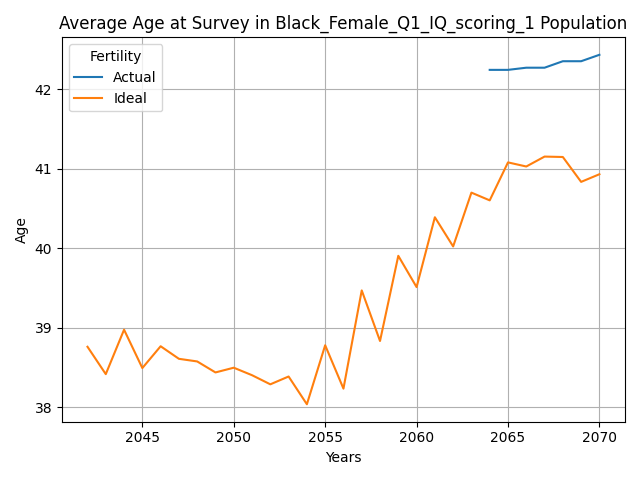 Average Age at Survey in Black_Female_Q1_IQ_scoring_1 Population
Fertility
Actual
Ideal
42
41
40
39
38
Age
2045 2050 2055 2060 2065 2070
Years